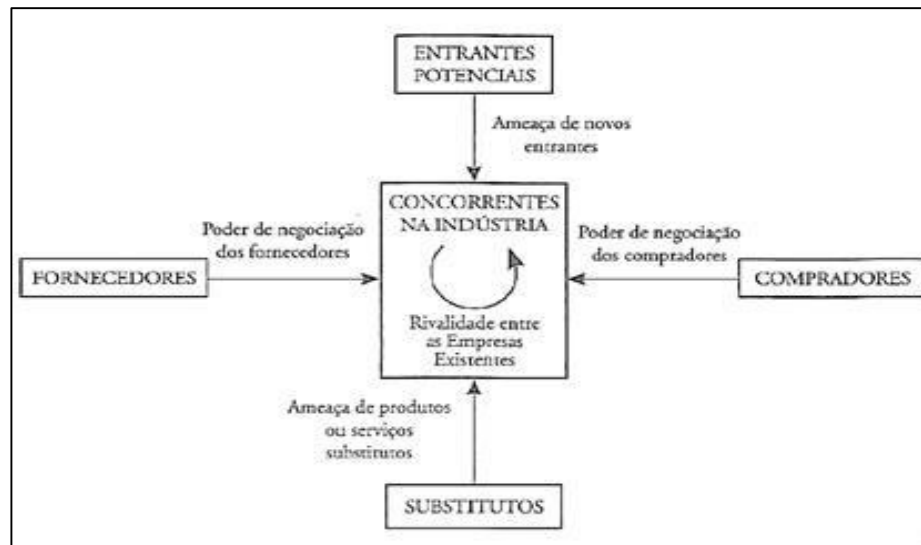 ENTRANTES
POTENCIAIS
Ameaça de novos
entrantes
CONCORRENTES
NA INDÚSTRIA
Poder de negociação
dos fornecedores
Poder de negociação
dos compradores
FORNECEDORES
COMPRADORES
Rivalidade entre
as Empresas
Existentes
Ameaça de produtos
ou serviços
substitutos
SUBSTITUTOS